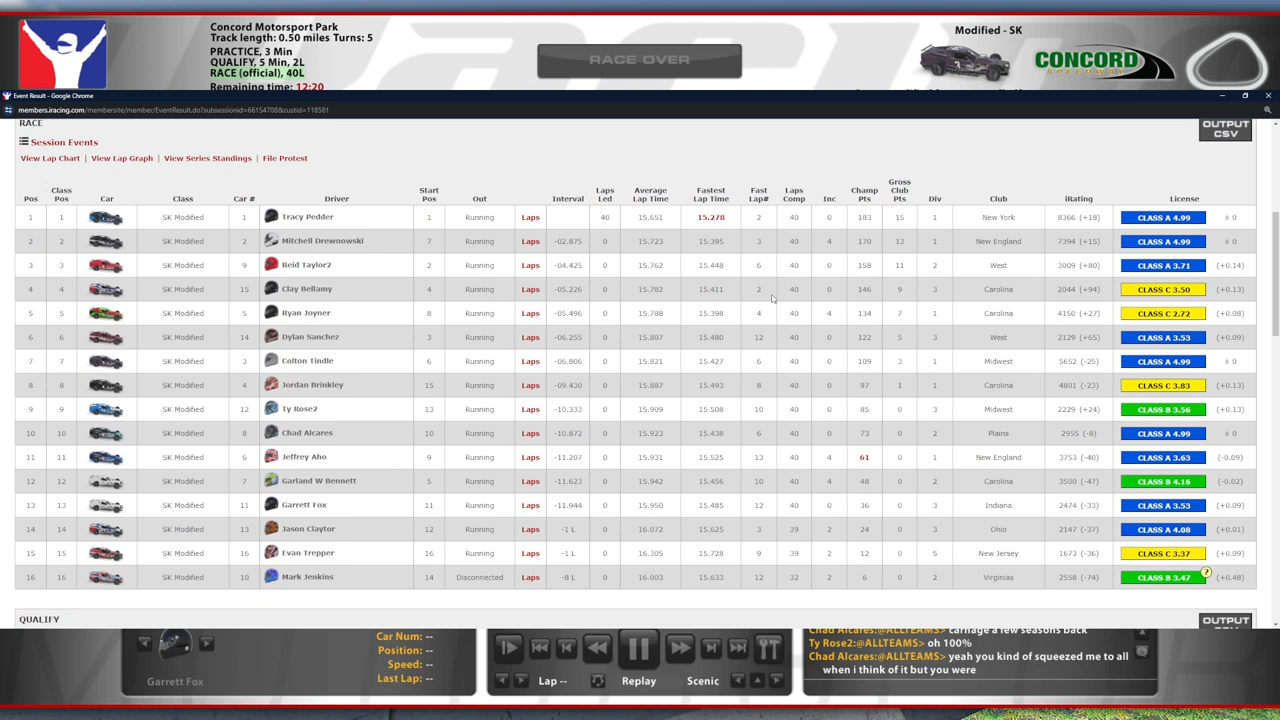 Concord Motorsport Park
Track length: 0.50 miles Turns: 5
PRACTICE, 3 Min
QUALIFY, 5 Min, 2L
RACE (official), 40L
Remaining time: 12:20
RACE OVER
Modified - SK
CONCORD
SPEEDWAY
Event Result - Google Chrome
members.iracing.com/membersite/member/EventResult.do?subsessionid=66154708&custid=118581
RACE
OUTPUT CSV
Session Events
View Lap Chart | View Lap Graph | View Series Standings | File Protest
Pos Class Pos Car Class Car # Driver Start Pos Out Interval Laps Led Average Lap Time Fastest Lap Time Fast Lap# Laps Comp Inc Champ Pts Gross Club Pts Div Club iRating License
1 1 SK Modified 1 Tracy Pedder 1 Running Laps 40 15.651 15.278 2 40 0 183 15 1 New York 8366 (+18) CLASS A 4.99 ± 0
2 2 SK Modified 2 Mitchell Drewnowski 7 Running Laps -02.875 0 15.723 15.395 3 40 0 170 13 1 New England 7394 (+15) CLASS A 4.99 ± 0
3 3 SK Modified 9 Reid Taylor2 2 Running Laps -04.425 0 15.762 15.448 6 40 0 158 11 2 West 3009 (+80) CLASS A 3.71 (+0.14)
4 4 SK Modified 15 Clay Bellamy 4 Running Laps -05.226 0 15.782 15.411 2 40 0 146 9 3 Carolina 2044 (+94) CLASS C 3.50 (+0.13)
5 5 SK Modified 5 Ryan Joyner 8 Running Laps -05.496 0 15.788 15.398 4 40 4 134 7 1 Carolina 4150 (+27) CLASS C 2.72 (+0.08)
6 6 SK Modified 14 Dylan Sanchez 3 Running Laps -06.255 0 15.807 15.480 12 40 0 122 5 3 West 2129 (+65) CLASS A 3.53 (+0.09)
7 7 SK Modified 3 Colton Tindle 6 Running Laps -06.806 0 15.821 15.427 6 40 0 109 3 1 Midwest 5652 (-25) CLASS A 4.99 ± 0
8 8 SK Modified 4 Jordan Brinkley 15 Running Laps -09.430 0 15.887 15.493 8 40 0 97 1 1 Carolina 4801 (-23) CLASS C 3.83 (+0.13)
9 9 SK Modified 12 Ty Rose2 13 Running Laps -10.333 0 15.909 15.508 10 40 0 85 0 3 Midwest 2229 (+24) CLASS B 3.56 (+0.13)
10 10 SK Modified 8 Chad Alcares 10 Running Laps -10.872 0 15.923 15.438 6 40 0 73 0 2 Plains 2955 (-8) CLASS A 4.99 ± 0
11 11 SK Modified 6 Jeffrey Aho 9 Running Laps -11.207 0 15.931 15.525 13 40 4 61 0 1 New England 3753 (-40) CLASS A 3.63 (-0.09)
12 12 SK Modified 7 Garland W Bennett 5 Running Laps -11.623 0 15.942 15.456 10 40 4 48 0 2 Carolina 3500 (-47) CLASS B 4.16 (-0.02)
13 13 SK Modified 11 Garrett Fox 11 Running Laps -11.944 0 15.950 15.485 12 40 0 36 0 3 Indiana 2474 (-33) CLASS A 3.53 (+0.09)
14 14 SK Modified 13 Jason Claytor 12 Running Laps -1 L 0 16.072 15.625 3 39 2 24 0 3 Ohio 2147 (-37) CLASS A 4.08 (+0.01)
15 15 SK Modified 16 Evan Trepper 16 Running Laps -1 L 0 16.305 15.728 9 39 2 12 0 5 New Jersey 1673 (-36) CLASS C 3.37 (+0.09)
16 16 SK Modified 10 Mark Jenkins 14 Disconnected Laps -8 L 0 16.003 15.633 12 32 2 6 0 2 Virginias 2558 (-74) CLASS B 3.47 ? (+0.48)
QUALIFY
OUTPUT
Garrett Fox
Car Num: --
Position: --
Speed: --
Last Lap: --
Lap --
Replay
Scenic
Chad Alcares:@ALLTEAMS> carnage a few seasons back
Ty Rose2:@ALLTEAMS> oh 100%
Chad Alcares:@ALLTEAMS> yeah you kind of squeezed me to all
when i think of it but you were